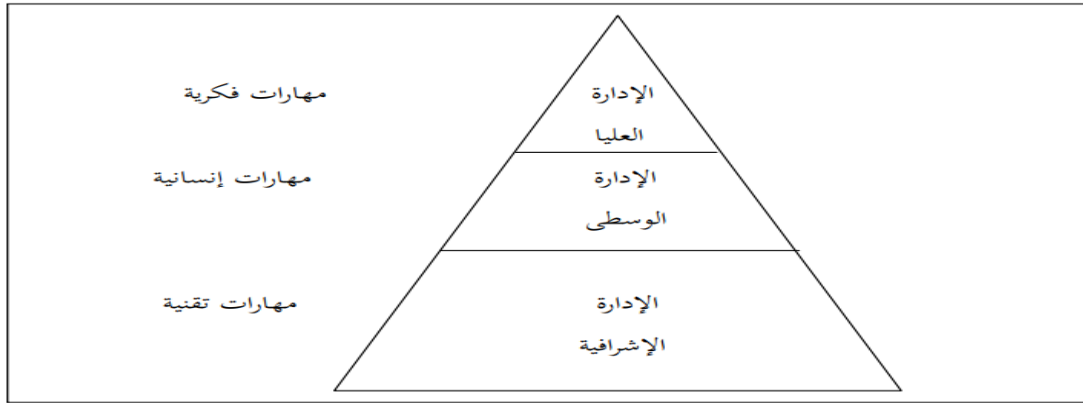 الإدارة
مهارات فكرية
العليا
الإدارة
مهارات إنسانية
الوسطى
الإدارة
مهارات تقنية
الإشرافية